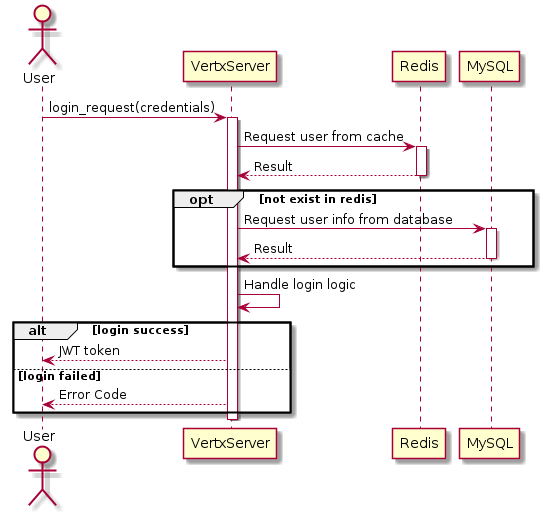 User
VertxServer
Redis
MySQL
login_request(credentials)
Request user from cache
Result
opt [not exist in redis]
Request user info from database
Result
Handle login logic
alt [login success]
JWT token
[login failed]
Error Code
User
VertxServer
Redis
MySQL